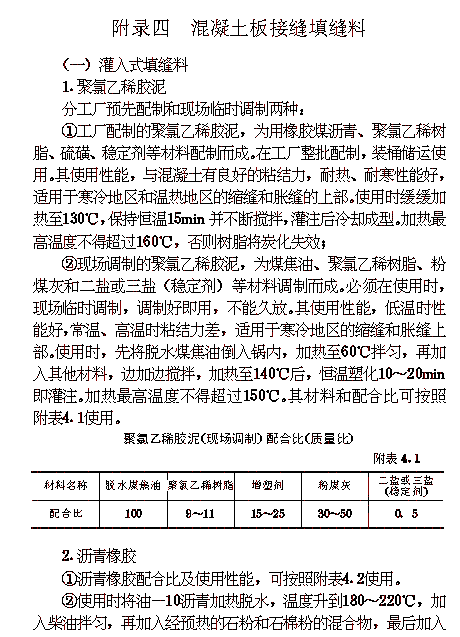 附录四　混凝土板接缝填缝料
（一）灌入式填缝料
1.聚氯乙稀胶泥
分工厂预先配制和现场临时调制两种：
①工厂配制的聚氯乙稀胶泥，为用橡胶煤沥青、聚氯乙稀树
脂、硫磺、稳定剂等材料配制而成。在工厂整批配制，装桶储运使
用。其使用性能，与混凝土有良好的粘结力，耐热、耐寒性能好，
适用于寒冷地区和温热地区的缩缝和胀缝的上部。使用时缓缓加
热至130℃，保持恒温15min并不断搅拌，灌注后冷却成型。加热最
高温度不得超过160℃，否则树脂将炭化失效；
②现场调制的聚氯乙稀胶泥，为煤焦油、聚氯乙稀树脂、粉
煤灰和二盐或三盐（稳定剂）等材料调制而成。必须在使用时，
现场临时调制，调制好即用，不能久放。其使用性能，低温时性
能好，常温、高温时粘结力差，适用于寒冷地区的缩缝和胀缝上
部。使用时，先将脱水煤焦油倒入锅内，加热至60℃拌匀，再加
入其他材料，边加边搅拌，加热至140℃后，恒温塑化10～20min
即灌注。加热最高温度不得超过150℃。其材料和配合比可按照
附表4.1使用。
聚氯乙稀胶泥(现场调制)配合比(质量比)
附表4.1
材料名称 脱水煤焦油 聚氯乙稀树脂 增塑剂 粉煤灰 二盐或三盐(稳定剂)
配合比 100 9～11 15～25 30～50 0.5
2.沥青橡胶
①沥青橡胶配合比及使用性能，可按照附表4.2使用。
②使用时将油—10沥青加热脱水，温度升到180～220℃，加
入柴油拌匀，再加入经预热的石粉和石棉粉的混合物，最后加入